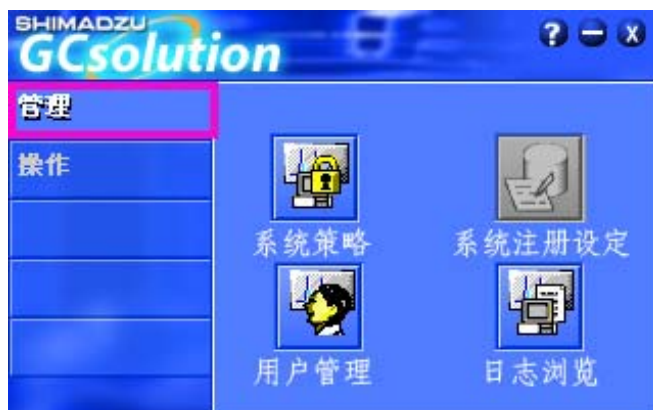 SHIMADZU
GCsolution
? – X
管理
操作
系统策略
系统注册设定
用户管理
日志浏览